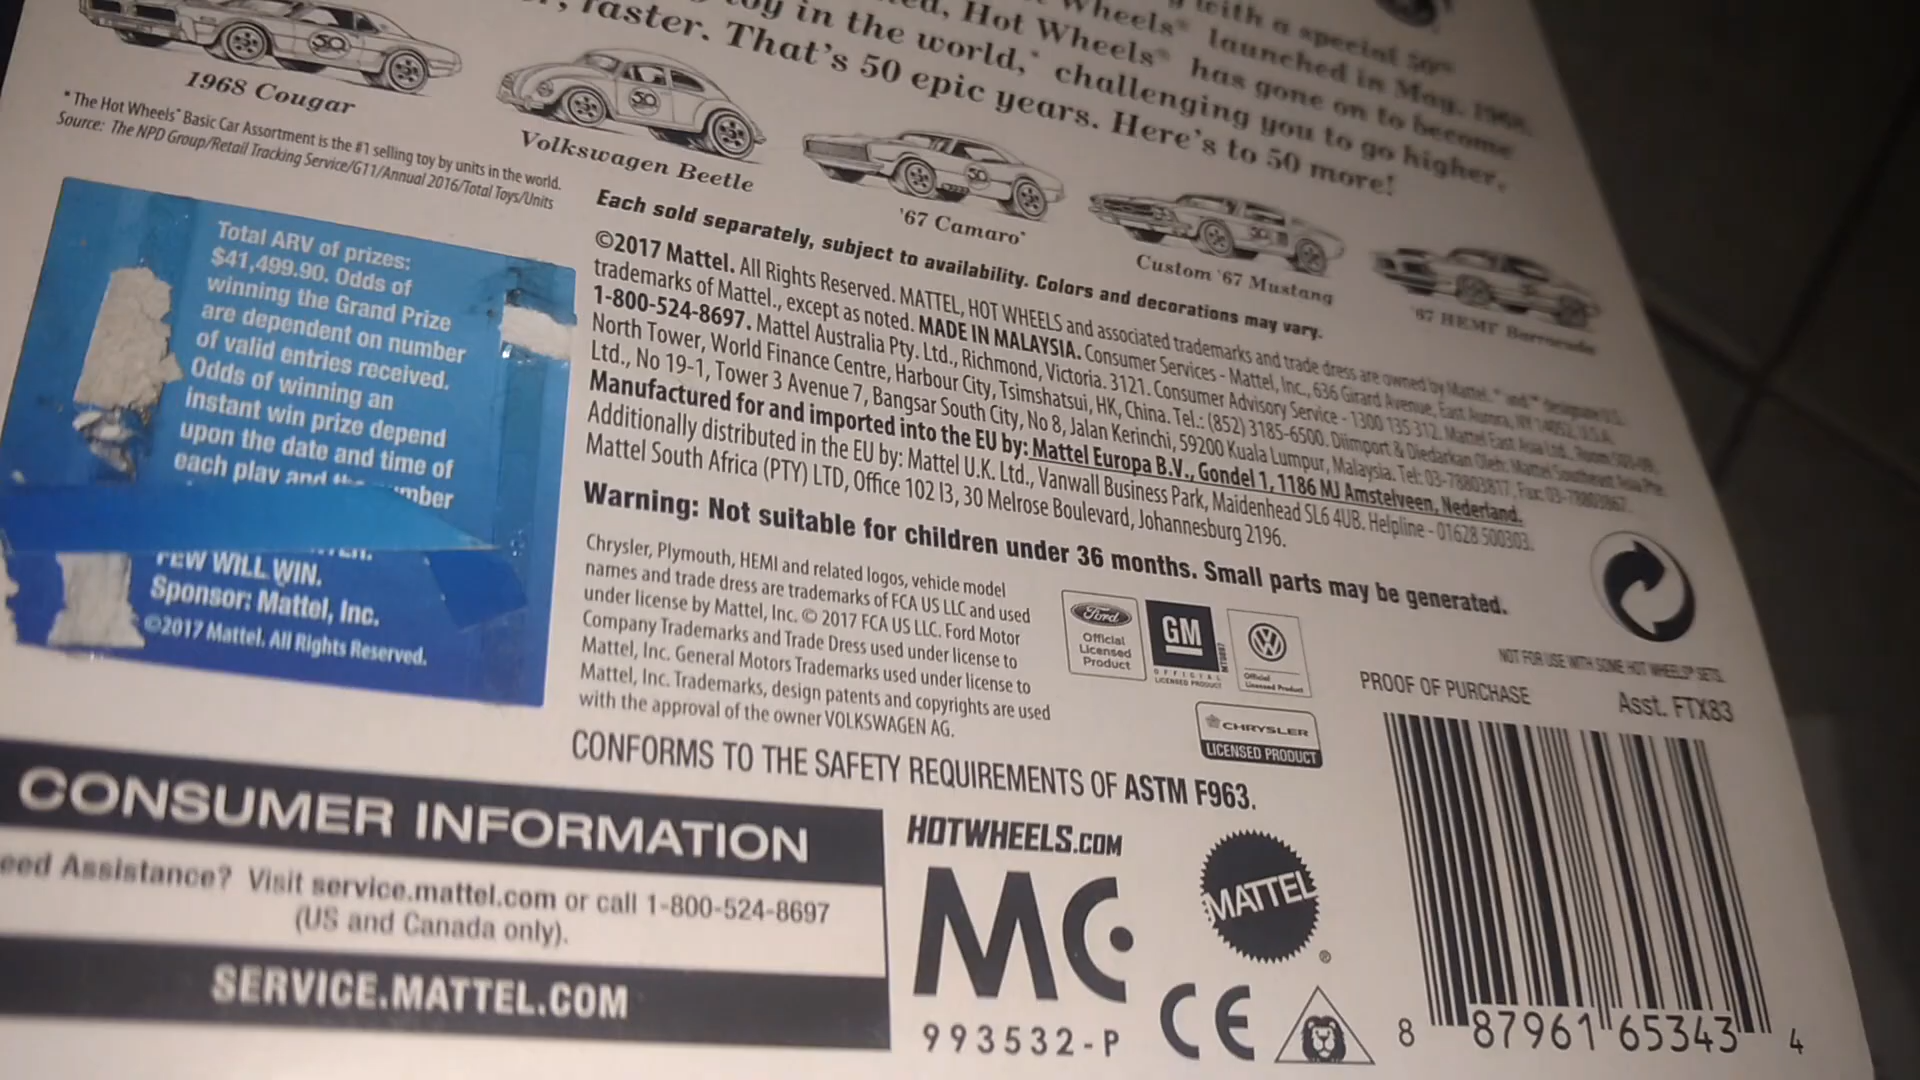 with a special 50th
Wheels® launched in May, 1968.
Hot Wheels® has gone on to become
toy in the world,* challenging you to go higher,
faster. That's 50 epic years. Here's to 50 more!
1968 Cougar
Volkswagen Beetle
'67 Camaro®
Custom '67 Mustang
'67 HEMI® Barracuda
* The Hot Wheels® Basic Car Assortment is the #1 selling toy by units in the world.
Source: The NPD Group/Retail Tracking Service/G11/Annual 2016/Total Toys/Units
Total ARV of prizes:
$41,499.90. Odds of
winning the Grand Prize
are dependent on number
of valid entries received.
Odds of winning an
instant win prize depend
upon the date and time of
each play and the number
FEW WILL WIN.
Sponsor: Mattel, Inc.
©2017 Mattel. All Rights Reserved.
Each sold separately, subject to availability. Colors and decorations may vary.
©2017 Mattel. All Rights Reserved. MATTEL, HOT WHEELS and associated trademarks and trade dress are owned by Mattel. ® and ™ designate U.S.
trademarks of Mattel., except as noted. MADE IN MALAYSIA. Consumer Services - Mattel, Inc., 636 Girard Avenue, East Aurora, NY 14052, U.S.A.
1-800-524-8697. Mattel Australia Pty. Ltd., Richmond, Victoria. 3121. Consumer Advisory Service - 1300 135 312. Mattel East Asia Ltd., Room 503-09,
North Tower, World Finance Centre, Harbour City, Tsimshatsui, HK, China. Tel.: (852) 3185-6500. Diimport & Diedarkan Oleh: Mattel Southeast Asia Pte.
Ltd., No 19-1, Tower 3 Avenue 7, Bangsar South City, No 8, Jalan Kerinchi, 59200 Kuala Lumpur, Malaysia. Tel: 03-78803817, Fax: 03-78803867.
Manufactured for and imported into the EU by: Mattel Europa B.V., Gondel 1, 1186 MJ Amstelveen, Nederland.
Additionally distributed in the EU by: Mattel U.K. Ltd., Vanwall Business Park, Maidenhead SL6 4UB. Helpline - 01628 500303.
Mattel South Africa (PTY) LTD, Office 102 I3, 30 Melrose Boulevard, Johannesburg 2196.
Warning: Not suitable for children under 36 months. Small parts may be generated.
Chrysler, Plymouth, HEMI and related logos, vehicle model
names and trade dress are trademarks of FCA US LLC and used
under license by Mattel, Inc. © 2017 FCA US LLC. Ford Motor
Company Trademarks and Trade Dress used under license to
Mattel, Inc. General Motors Trademarks used under license to
Mattel, Inc. Trademarks, design patents and copyrights are used
with the approval of the owner VOLKSWAGEN AG.
Ford
Official
Licensed
Product
GM
OFFICIAL
LICENSED PRODUCT
Official
Licensed Product
CHRYSLER
LICENSED PRODUCT
NOT FOR USE WITH SOME HOT WHEELS® SETS.
PROOF OF PURCHASE
Asst. FTX83
CONFORMS TO THE SAFETY REQUIREMENTS OF ASTM F963.
CONSUMER INFORMATION
eed Assistance? Visit service.mattel.com or call 1-800-524-8697
(US and Canada only).
SERVICE.MATTEL.COM
HOTWHEELS.COM
MC
993532-P
MATTEL®
CE
8 87961 65343 4